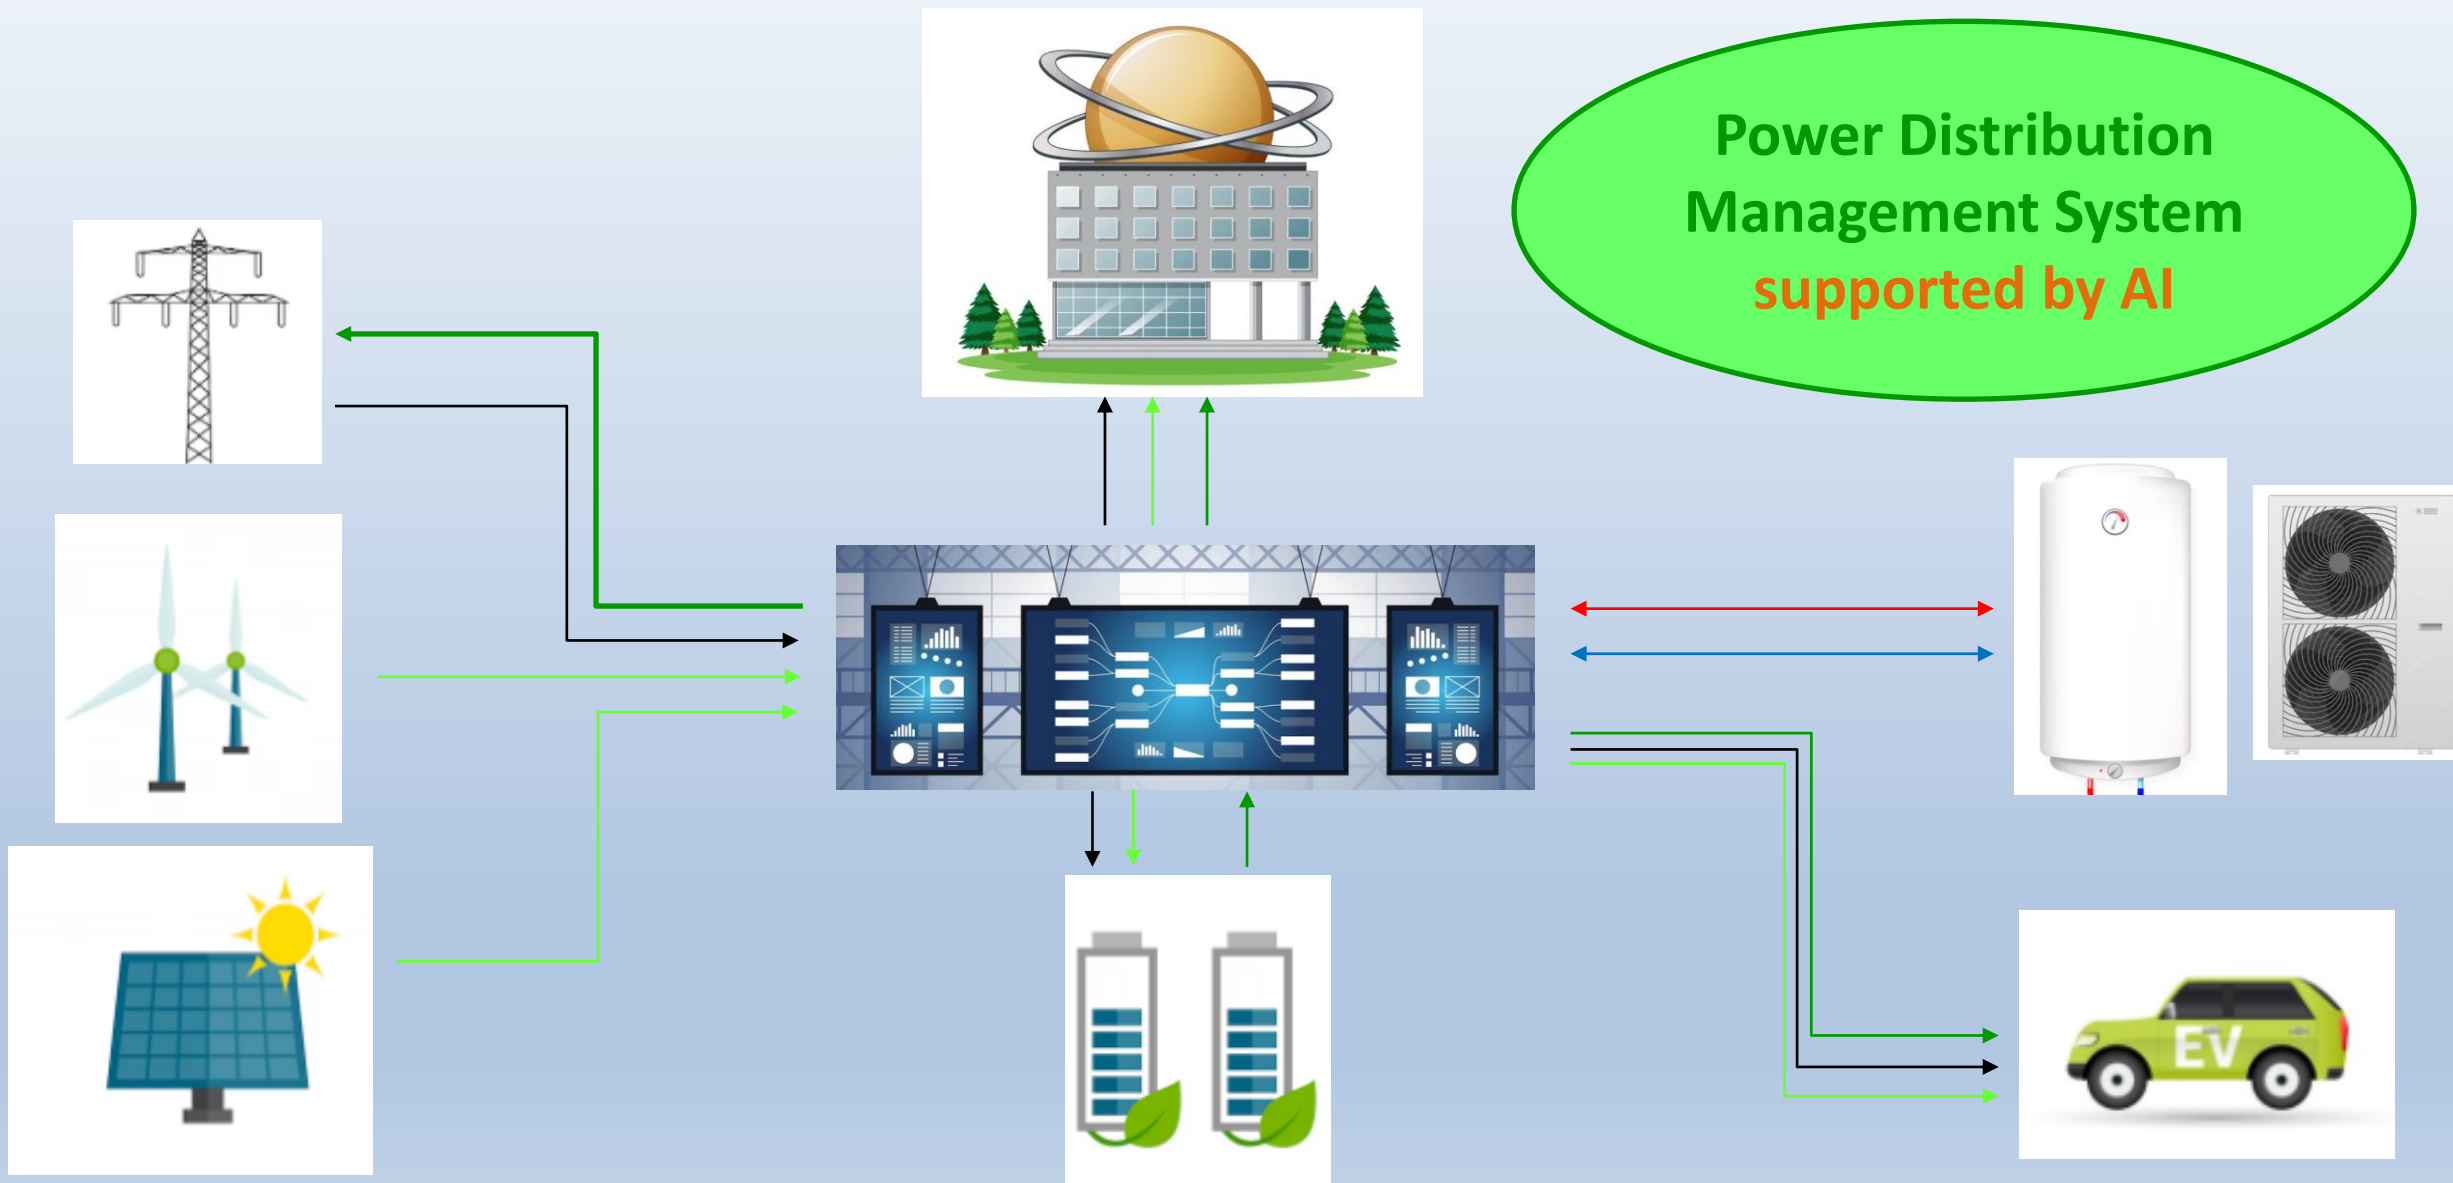 Power Distribution
Management System
supported by AI
EV